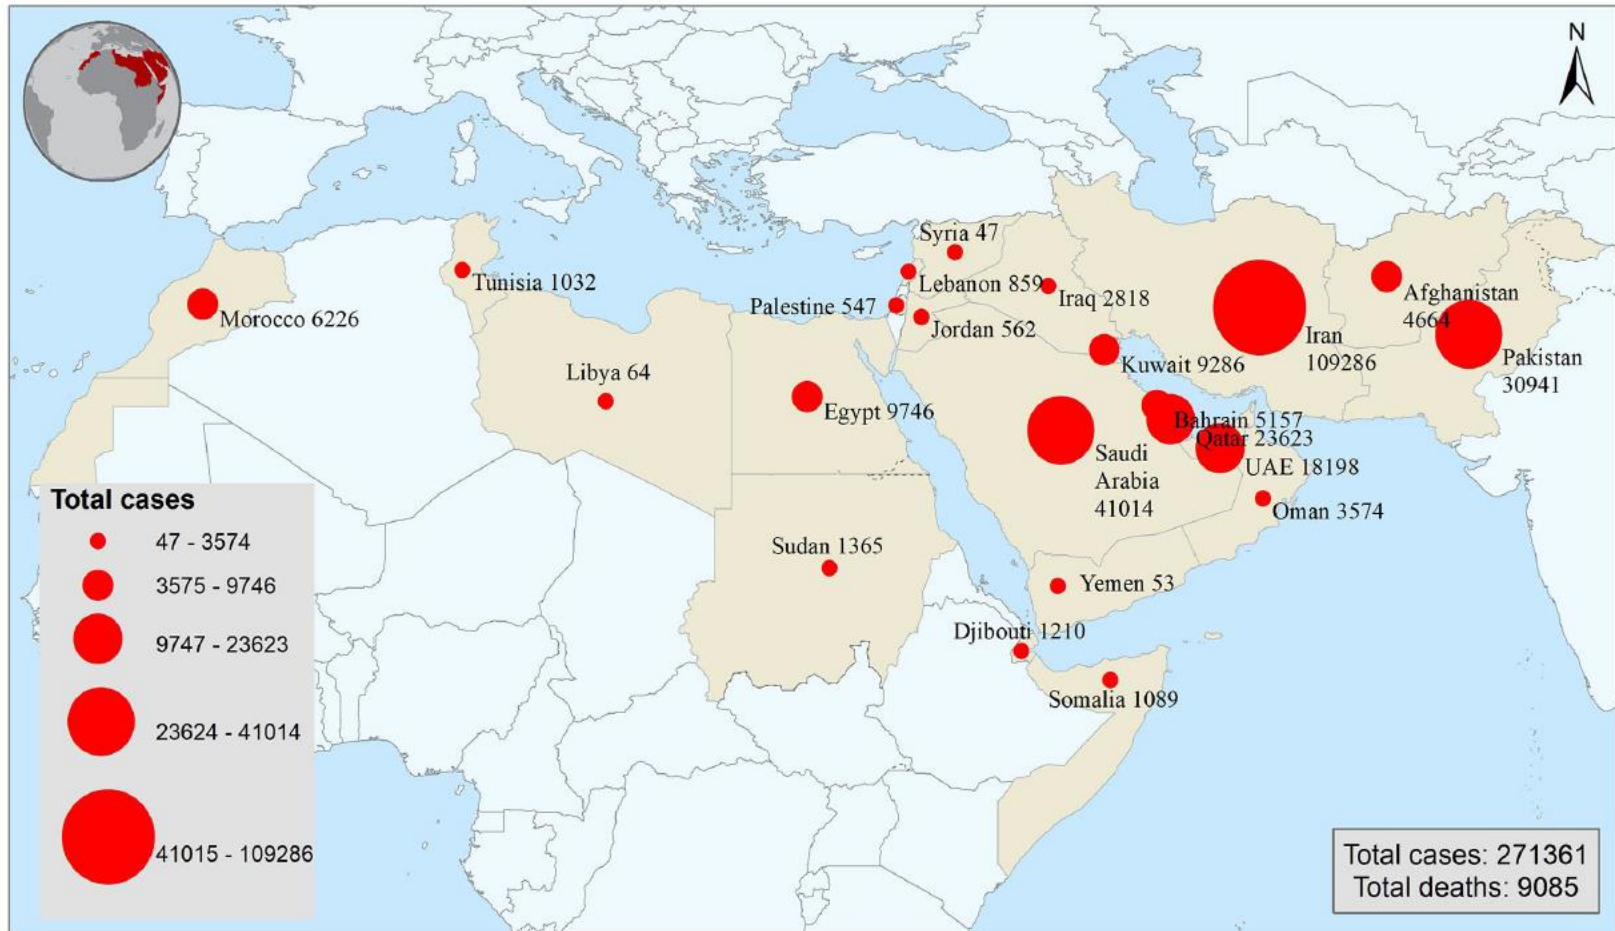 N
Syria 47
Tunisia 1032
Lebanon 859
Iraq 2818
Afghanistan
4664
Palestine 547
Morocco 6226
Jordan 562
Iran
109286
Kuwait 9286
Pakistan
30941
Libya 64
Egypt 9746
Bahrain 5157
Qatar 23623
Saudi
Arabia
41014
UAE 18198
Oman 3574
Sudan 1365
Yemen 53
Djibouti 1210
Somalia 1089
Total cases
47 - 3574
3575 - 9746
9747 - 23623
23624 - 41014
41015 - 109286
Total cases: 271361
Total deaths: 9085